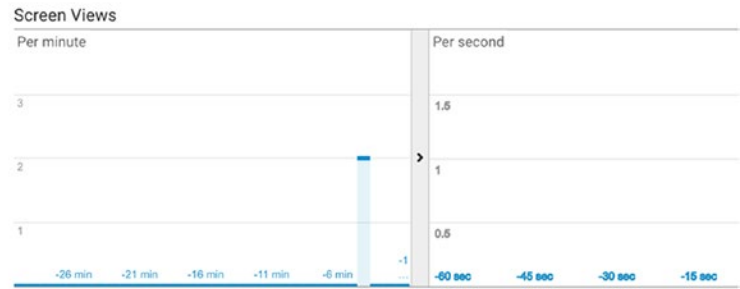 Screen Views
Per minute
3
2
1
-26 min -21 min -16 min -11 min -6 min -1
...
Per second
1.5
1
0.5
-60 sec -45 sec -30 sec -15 sec